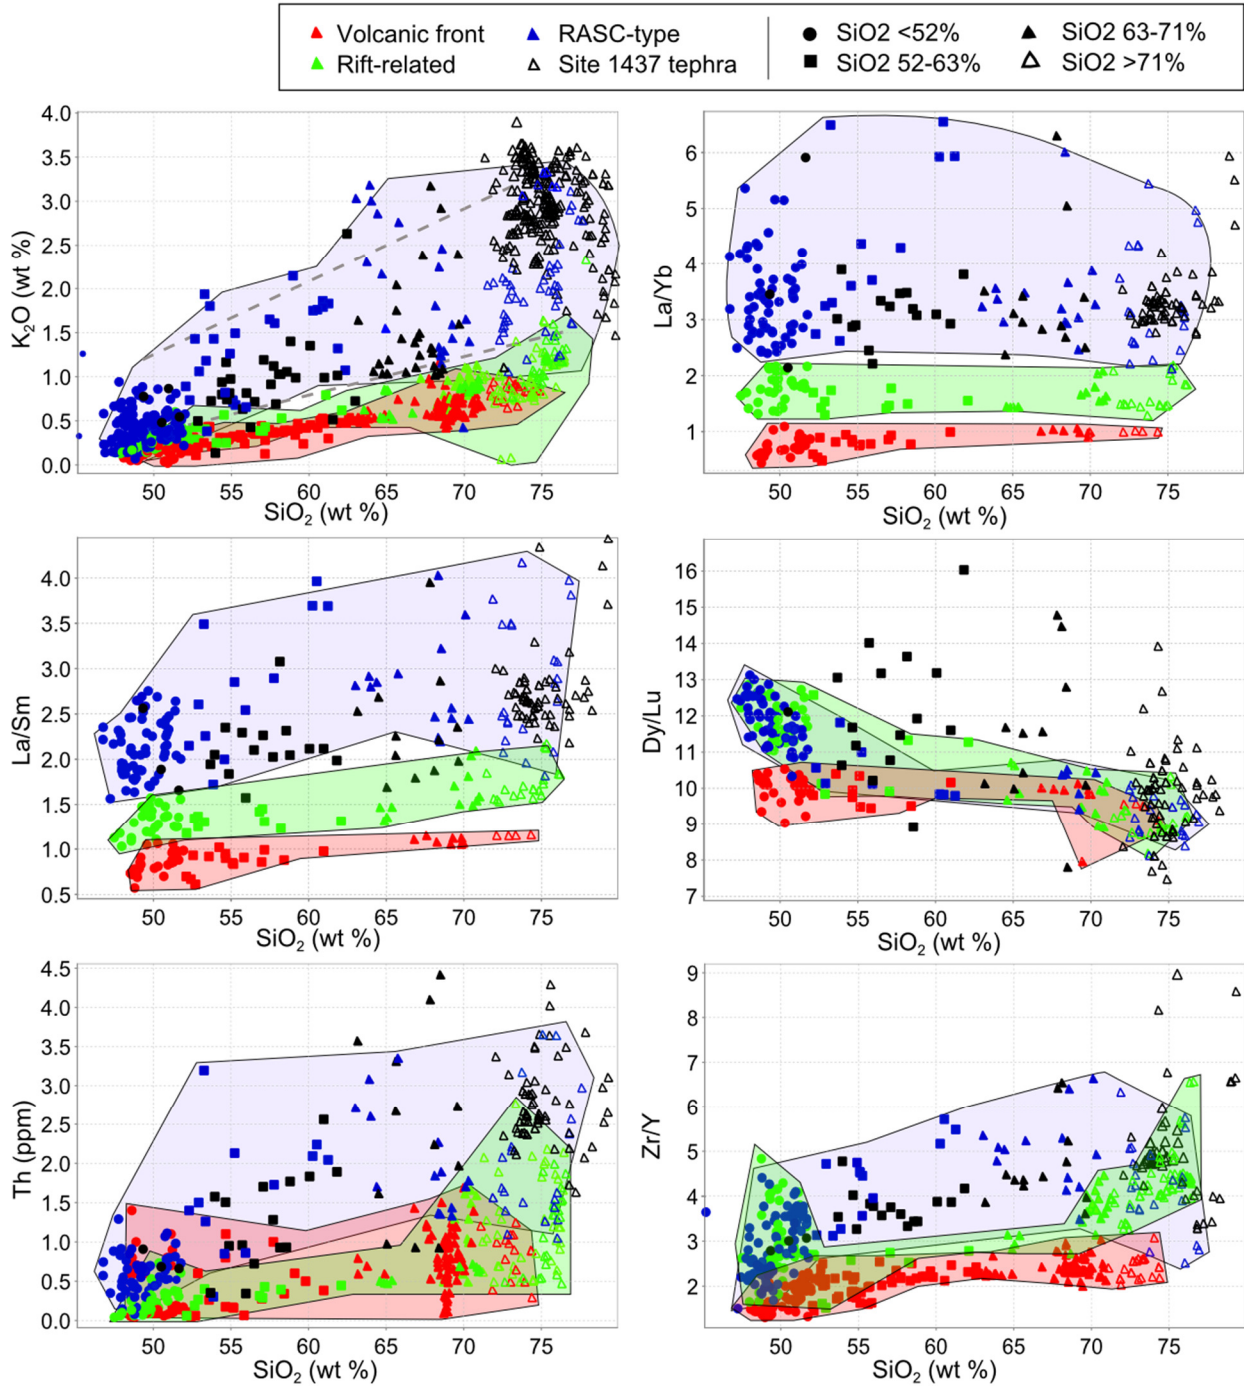 Volcanic front RASC-type SiO2 <52% SiO2 63-71%
Rift-related Site 1437 tephra SiO2 52-63% SiO2 >71%
K2O (wt %)
4.0
3.5
3.0
2.5
2.0
1.5
1.0
0.5
0.0
50 55 60 65 70 75
SiO2 (wt %)
La/Yb
6
5
4
3
2
1
50 55 60 65 70 75
SiO2 (wt %)
La/Sm
4.0
3.5
3.0
2.5
2.0
1.5
1.0
0.5
50 55 60 65 70 75
SiO2 (wt %)
Dy/Lu
16
15
14
13
12
11
10
9
8
7
50 55 60 65 70 75
SiO2 (wt %)
Th (ppm)
4.5
4.0
3.5
3.0
2.5
2.0
1.5
1.0
0.5
0.0
50 55 60 65 70 75
SiO2 (wt %)
Zr/Y
9
8
7
6
5
4
3
2
50 55 60 65 70 75
SiO2 (wt %)